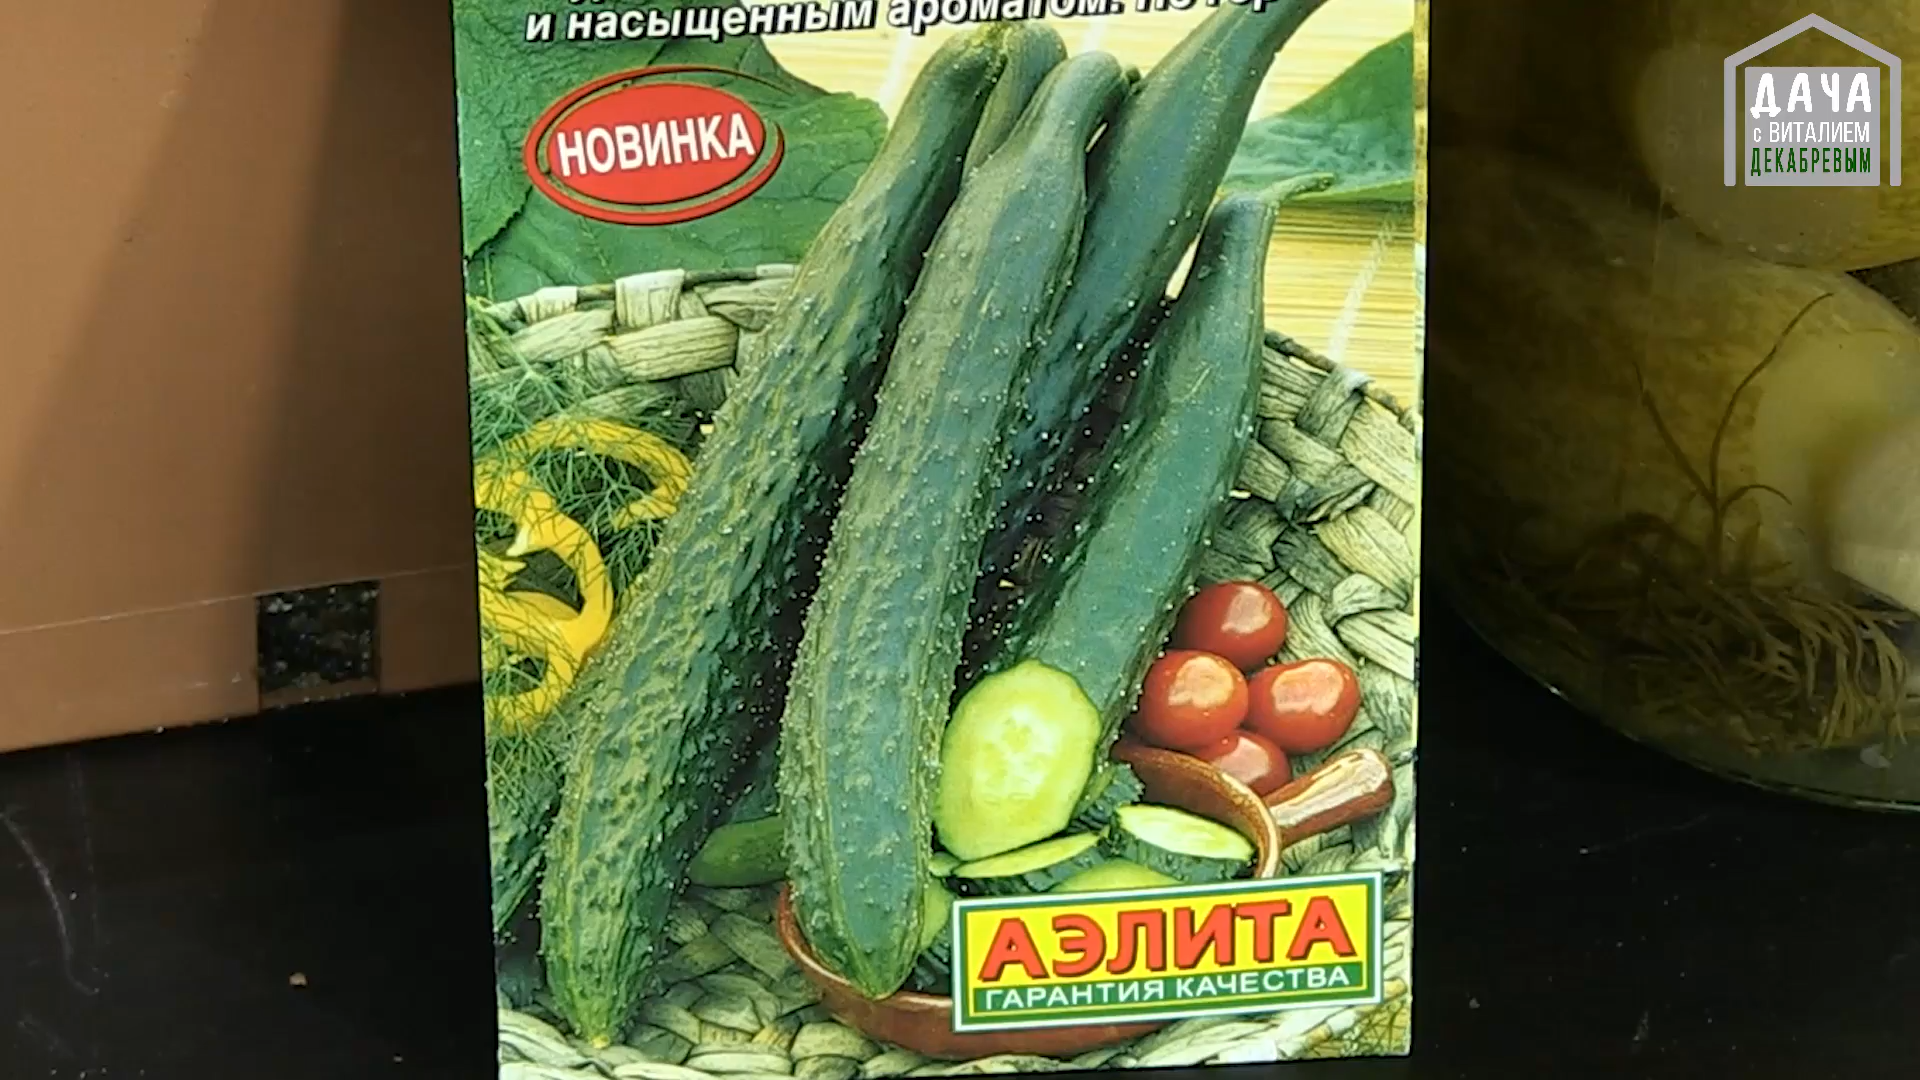 и насыщенным ароматом.
НОВИНКА
АЭЛИТА
ГАРАНТИЯ КАЧЕСТВА
ДАЧА
с ВИТАЛИЕМ
ДЕКАБРЕВЫМ